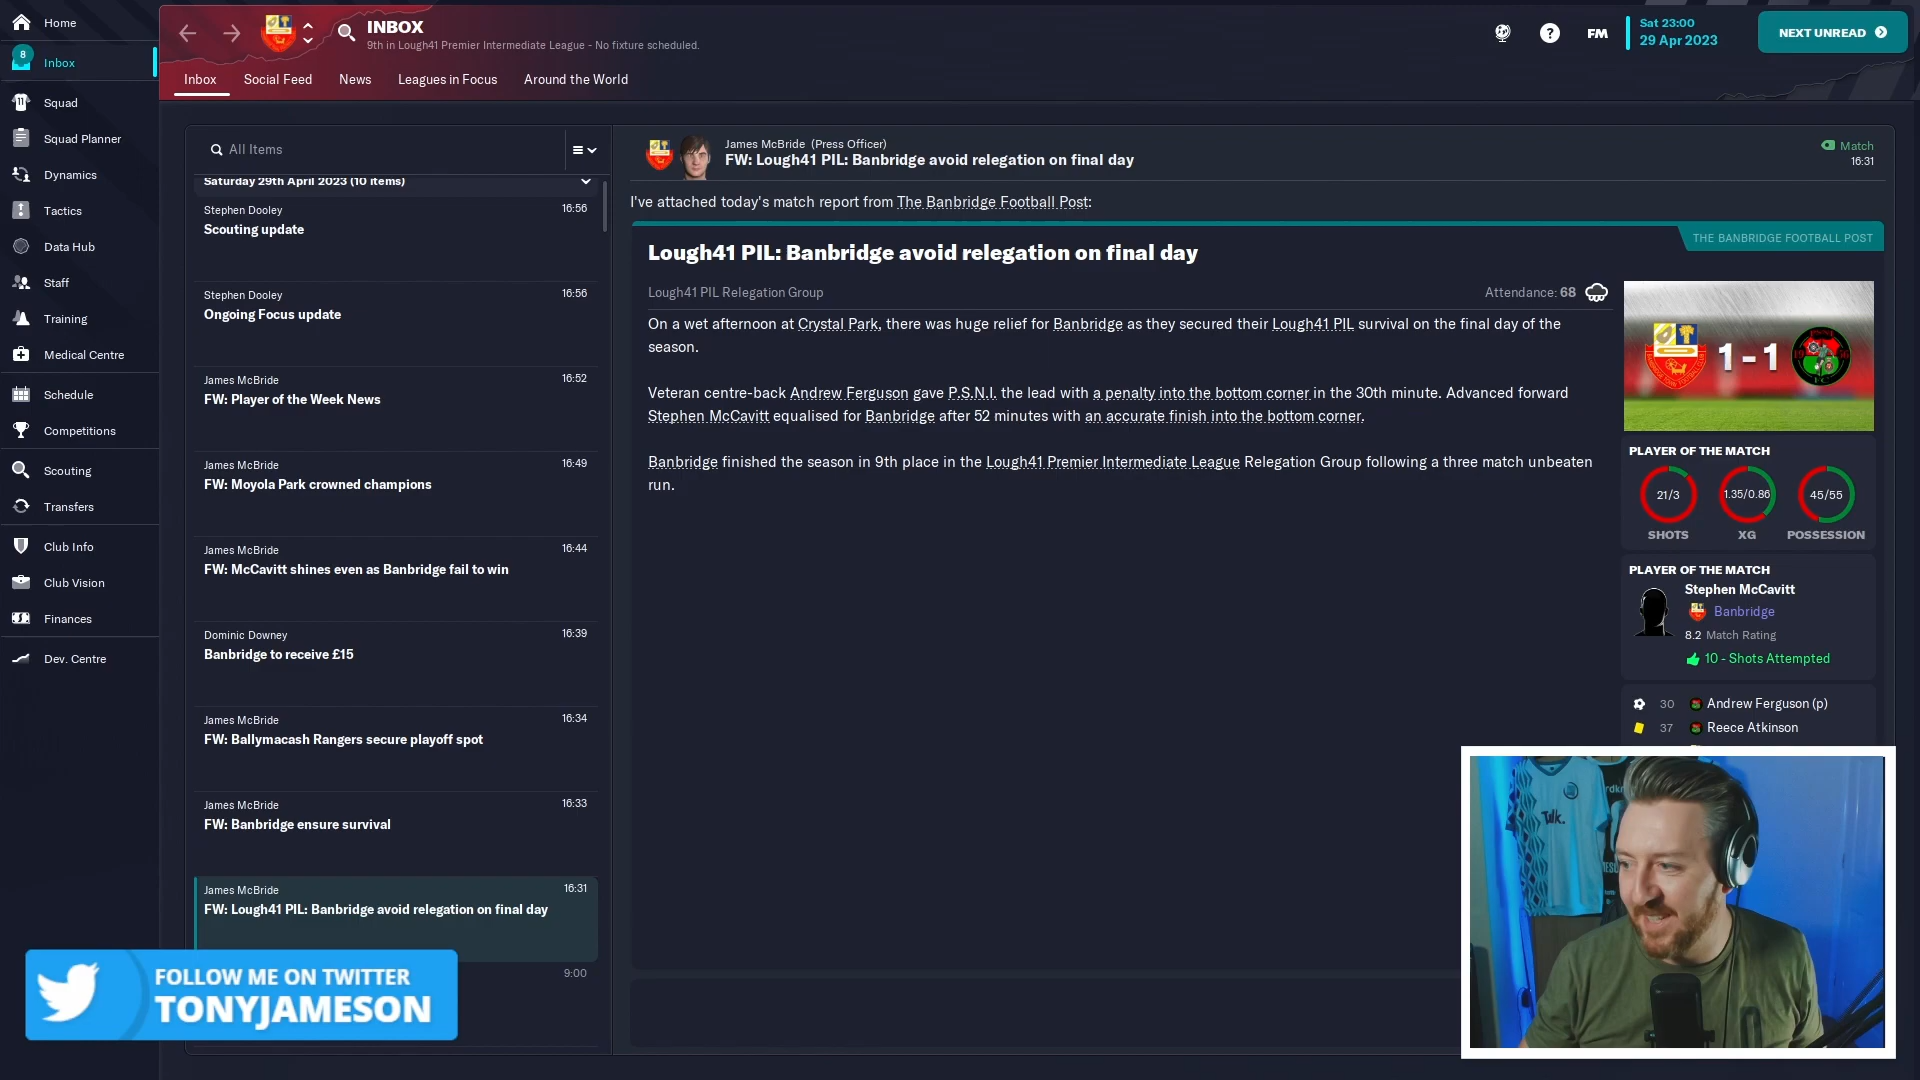 Home
8
Inbox
Squad
Squad Planner
Dynamics
Tactics
Data Hub
Staff
Training
Medical Centre
Schedule
Competitions
Scouting
Transfers
Club Info
Club Vision
Finances
Dev. Centre
INBOX
9th in Lough41 Premier Intermediate League - No fixture scheduled.
Inbox Social Feed News Leagues in Focus Around the World
FM
Sat 23:00
29 Apr 2023
NEXT UNREAD
All Items
Saturday 29th April 2023 (10 items)
Stephen Dooley 16:56
Scouting update
Stephen Dooley 16:56
Ongoing Focus update
James McBride 16:52
FW: Player of the Week News
James McBride 16:49
FW: Moyola Park crowned champions
James McBride 16:44
FW: McCavitt shines even as Banbridge fail to win
Dominic Downey 16:39
Banbridge to receive £15
James McBride 16:34
FW: Ballymacash Rangers secure playoff spot
James McBride 16:33
FW: Banbridge ensure survival
James McBride 16:31
FW: Lough41 PIL: Banbridge avoid relegation on final day
9:00
James McBride (Press Officer)
FW: Lough41 PIL: Banbridge avoid relegation on final day
Match
16:31
I've attached today's match report from The Banbridge Football Post:
THE BANBRIDGE FOOTBALL POST
Lough41 PIL: Banbridge avoid relegation on final day
Lough41 PIL Relegation Group Attendance: 68
On a wet afternoon at Crystal Park, there was huge relief for Banbridge as they secured their Lough41 PIL survival on the final day of the
season.
Veteran centre-back Andrew Ferguson gave P.S.N.I. the lead with a penalty into the bottom corner in the 30th minute. Advanced forward
Stephen McCavitt equalised for Banbridge after 52 minutes with an accurate finish into the bottom corner.
Banbridge finished the season in 9th place in the Lough41 Premier Intermediate League Relegation Group following a three match unbeaten
run.
1 - 1
PLAYER OF THE MATCH
21/3 1.35/0.86 45/55
SHOTS XG POSSESSION
PLAYER OF THE MATCH
Stephen McCavitt
Banbridge
8.2 Match Rating
10 - Shots Attempted
30 Andrew Ferguson (p)
37 Reece Atkinson
Talk.
FOLLOW ME ON TWITTER
TONYJAMESON